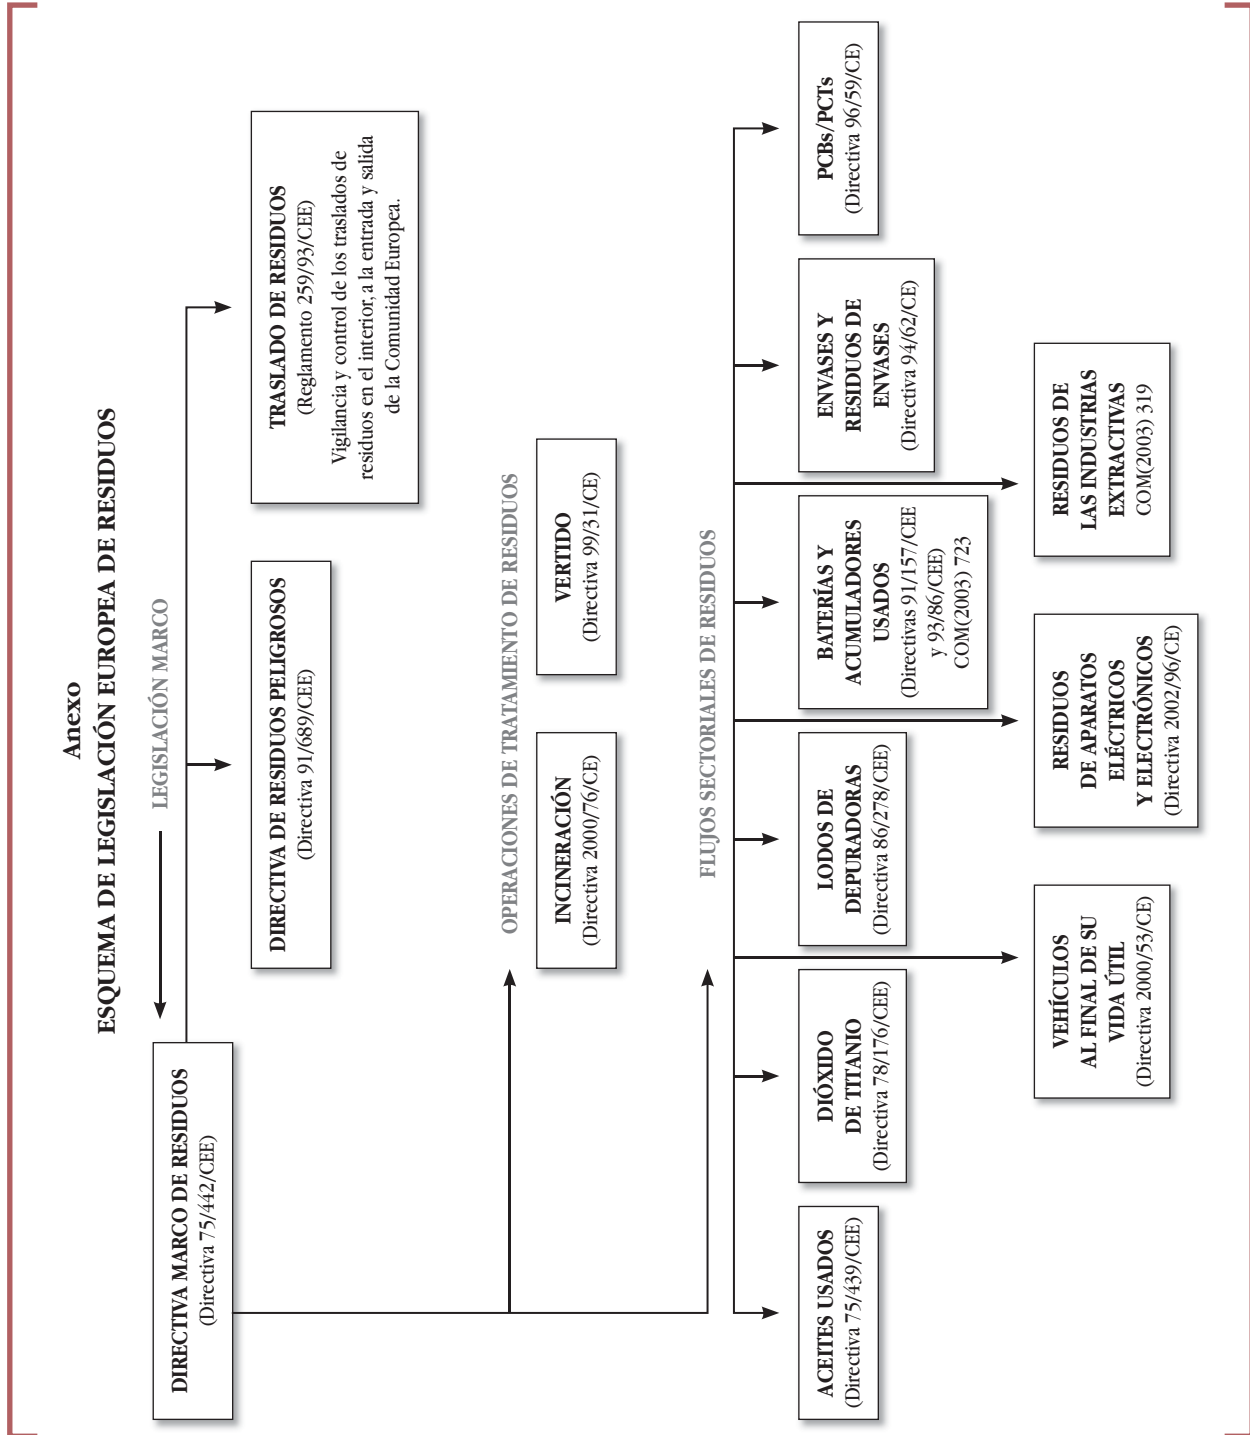 Anexo
ESQUEMA DE LEGISLACIÓN EUROPEA DE RESIDUOS
LEGISLACIÓN MARCO
DIRECTIVA MARCO DE RESIDUOS
(Directiva 75/442/CEE)
DIRECTIVA DE RESIDUOS PELIGROSOS
(Directiva 91/689/CEE)
TRASLADO DE RESIDUOS
(Reglamento 259/93/CEE)
Vigilancia y control de los traslados de
residuos en el interior, a la entrada y salida
de la Comunidad Europea.
OPERACIONES DE TRATAMIENTO DE RESIDUOS
INCINERACIÓN
(Directiva 2000/76/CE)
VERTIDO
(Directiva 99/31/CE)
FLUJOS SECTORIALES DE RESIDUOS
ACEITES USADOS
(Directiva 75/439/CEE)
DIÓXIDO
DE TITANIO
(Directiva 78/176/CEE)
LODOS DE
DEPURADORAS
(Directiva 86/278/CEE)
BATERÍAS Y
ACUMULADORES
USADOS
(Directivas 91/157/CEE
y 93/86/CEE)
COM(2003) 723
ENVASES Y
RESIDUOS DE
ENVASES
(Directiva 94/62/CE)
PCBs/PCTs
(Directiva 96/59/CE)
VEHÍCULOS
AL FINAL DE SU
VIDA ÚTIL
(Directiva 2000/53/CE)
RESIDUOS
DE APARATOS
ELÉCTRICOS
Y ELECTRÓNICOS
(Directiva 2002/96/CE)
RESIDUOS DE
LAS INDUSTRIAS
EXTRACTIVAS
COM(2003) 319